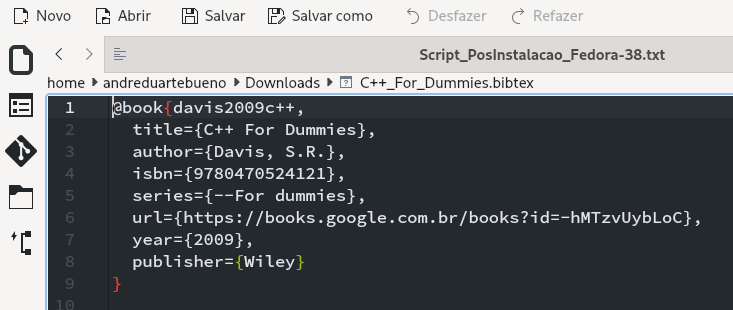 Novo Abrir Salvar Salvar como Desfazer Refazer
Script_PosInstalacao_Fedora-38.txt
home andreduartebueno Downloads C++_For_Dummies.bibtex
1 @book{davis2009c++,
2 title={C++ For Dummies},
3 author={Davis, S.R.},
4 isbn={9780470524121},
5 series={--For dummies},
6 url={https://books.google.com.br/books?id=-hMTzvUybLoC},
7 year={2009},
8 publisher={Wiley}
9 }
10